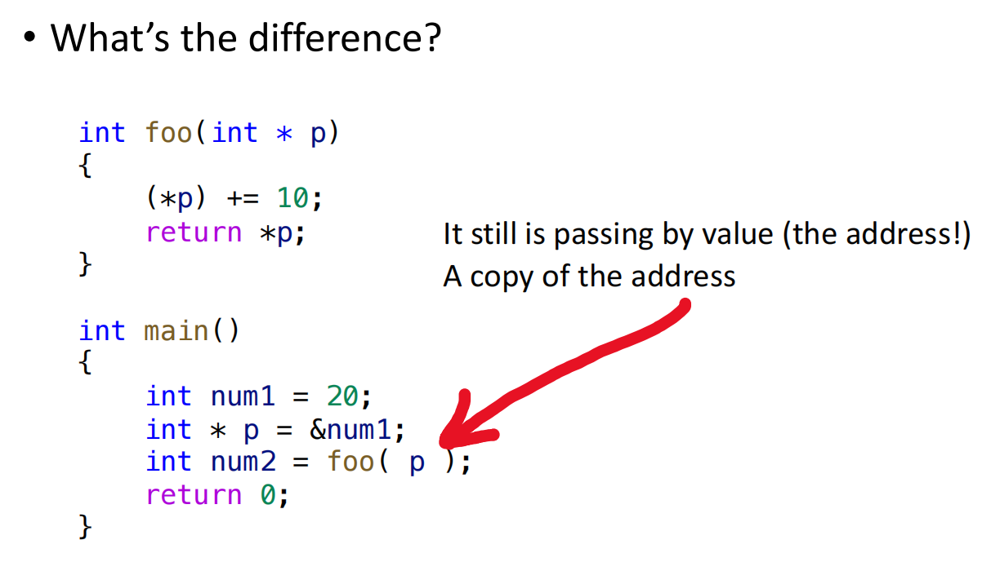 • What’s the difference?
int foo(int * p)
{
    (*p) += 10;
    return *p;
}
It still is passing by value (the address!)
A copy of the address
int main()
{
    int num1 = 20;
    int * p = &num1;
    int num2 = foo( p );
    return 0;
}